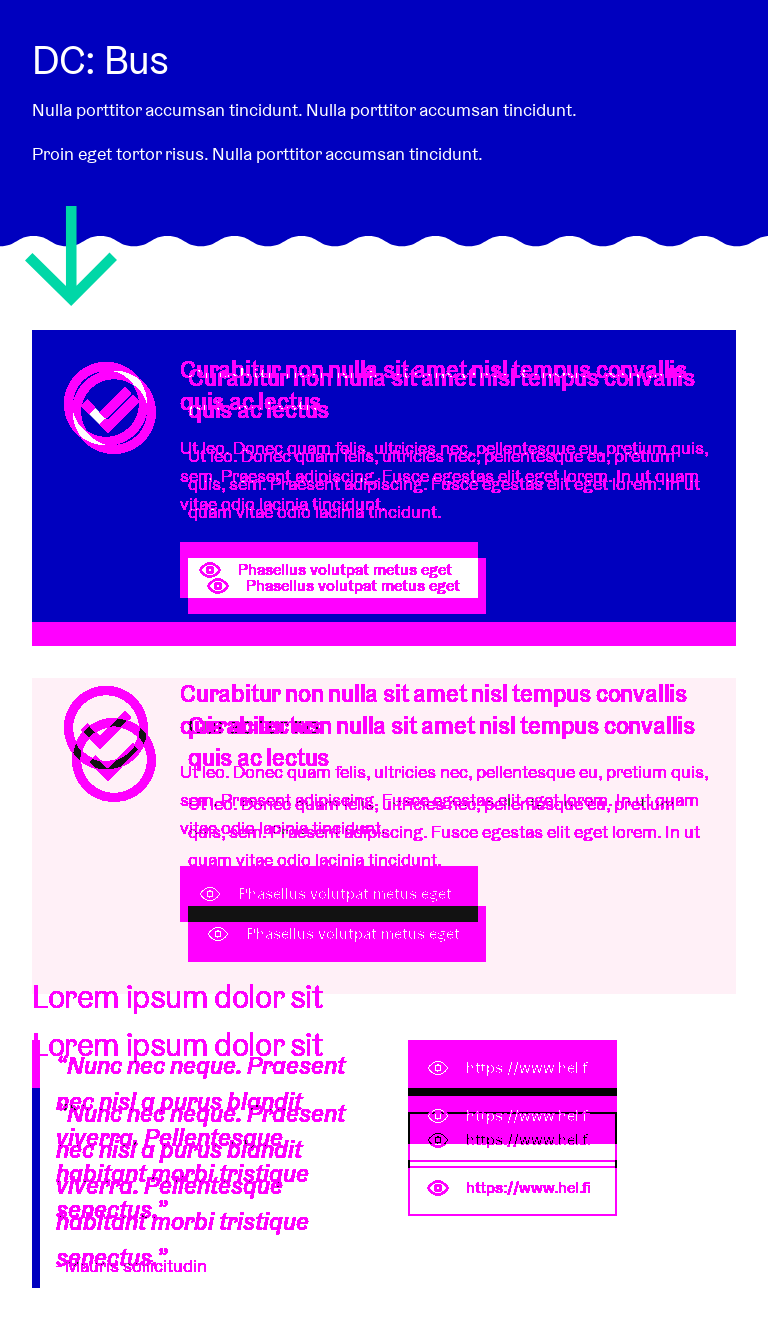 DC: Bus
Nulla porttitor accumsan tincidunt. Nulla porttitor accumsan tincidunt.
Proin eget tortor risus. Nulla porttitor accumsan tincidunt.
Curabitur non nulla sit amet nisl tempus convallis
Curabitur non nulla sit amet nisl tempus convallis
quis ac lectus
quis ac lectus
Ut leo. Donec quam felis, ultricies nec, pellentesque eu, pretium quis,
Ut leo. Donec quam felis, ultricies nec, pellentesque eu, pretium
sem. Praesent adipiscing. Fusce egestas elit eget lorem. In ut quam
quis, sem. Praesent adipiscing. Fusce egestas elit eget lorem. In ut
vitae odio lacinia tincidunt.
quam vitae odio lacinia tincidunt.
Phasellus volutpat metus eget
Phasellus volutpat metus eget
Curabitur non nulla sit amet nisl tempus convallis
quis ac lectus
Curabitur non nulla sit amet nisl tempus convallis
quis ac lectus
Ut leo. Donec quam felis, ultricies nec, pellentesque eu, pretium quis,
sem. Praesent adipiscing. Fusce egestas elit eget lorem. In ut quam
Ut leo. Donec quam felis, ultricies nec, pellentesque eu, pretium
vitae odio lacinia tincidunt.
quis, sem. Praesent adipiscing. Fusce egestas elit eget lorem. In ut
quam vitae odio lacinia tincidunt.
Phasellus volutpat metus eget
Phasellus volutpat metus eget
Lorem ipsum dolor sit
Lorem ipsum dolor sit
“Nunc nec neque. Praesent
nec nisl a purus blandit
“Nunc nec neque. Praesent
viverra. Pellentesque
nec nisl a purus blandit
habitant morbi tristique
viverra. Pellentesque
senectus.”
habitant morbi tristique
senectus.”
Mauris sollicitudin
https://www.hel.fi
https://www.hel.fi
https://www.hel.fi
https://www.hel.fi